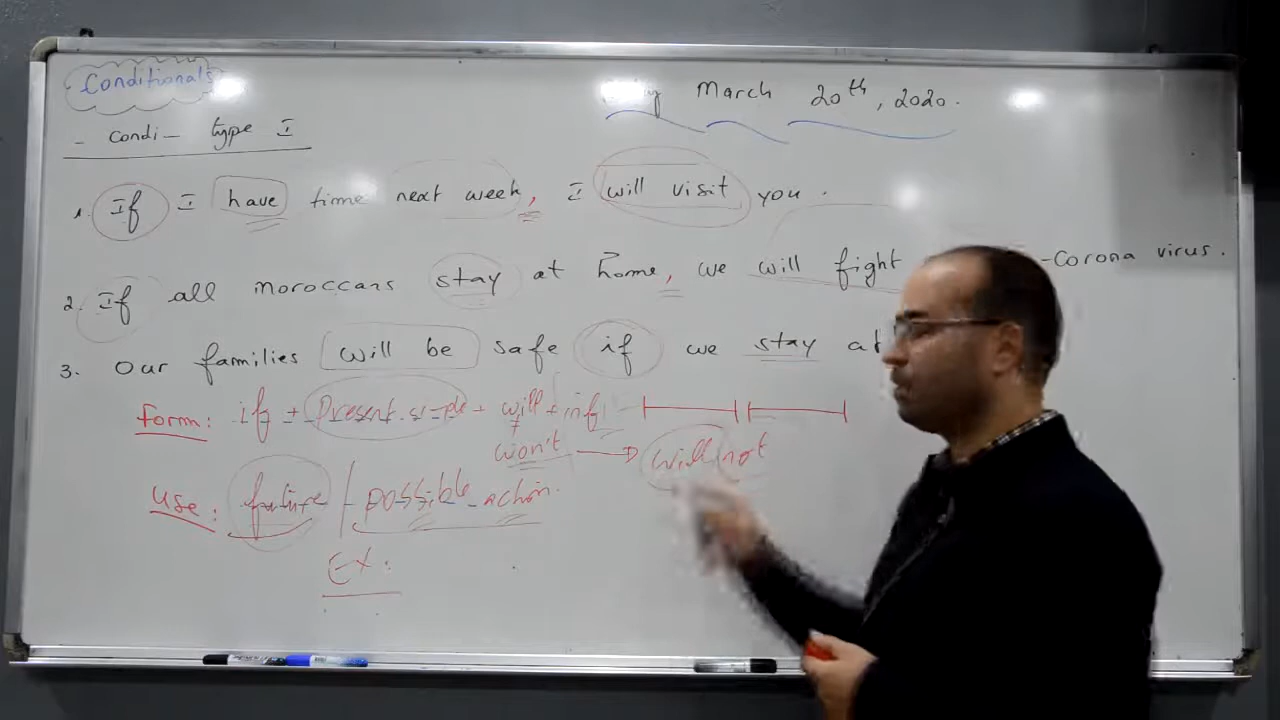 Conditionals
March 20th, 2020.
- Condi- type I
1. If I have time next week, I will visit you.
2. If all moroccans stay at home, we will fight -Corona virus.
3. Our families will be safe if we stay at
Form: if + Present.simple + will + inf
won't → will not
Use: future / possible action.
Ex: